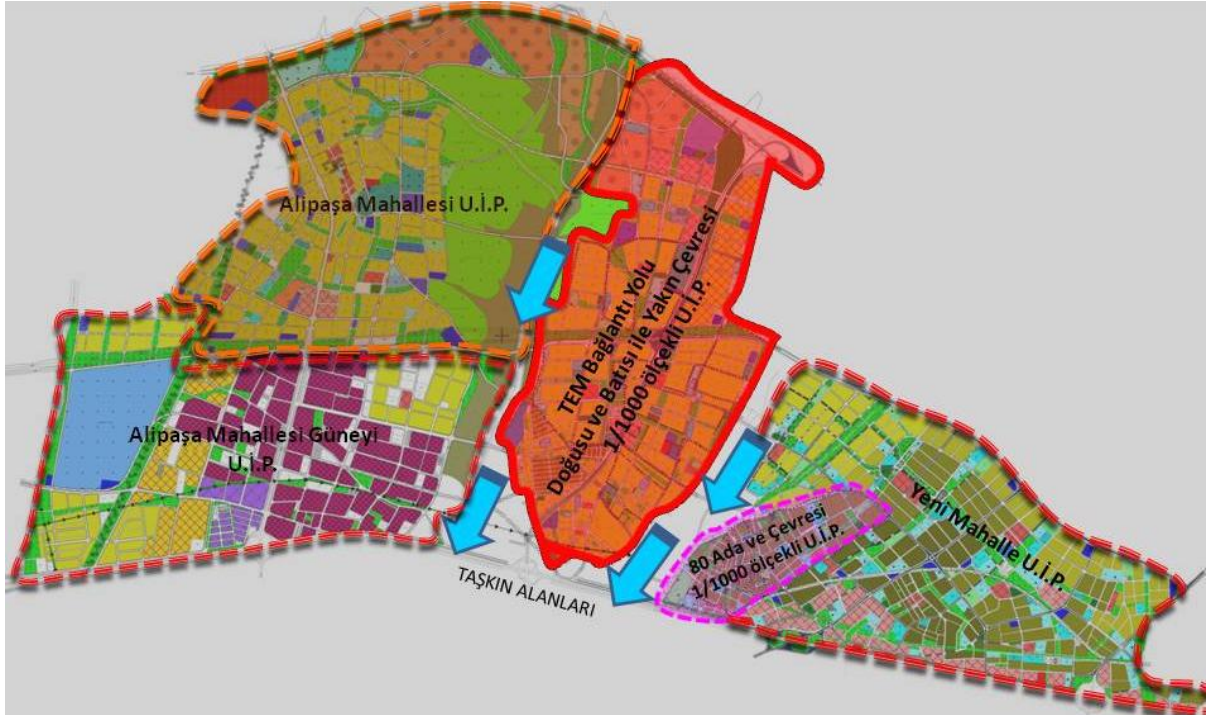 Alipaşa Mahallesi U.İ.P.
TEM Bağlantı Yolu
Doğusu ve Batısı ile Yakın Çevresi
1/1000 ölçekli U.İ.P.
Alipaşa Mahallesi Güneyi
U.İ.P.
Yeni Mahalle U.İ.P.
80 Ada ve Çevresi
1/1000 ölçekli U.İ.P.
TAŞKIN ALANLARI